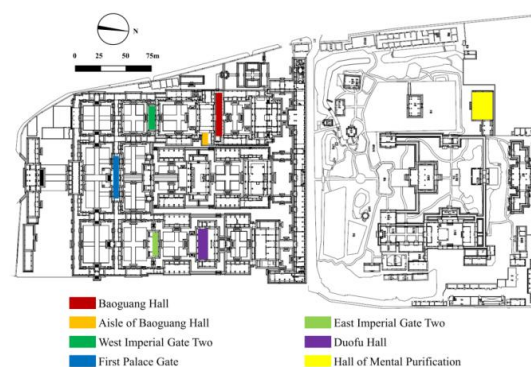 N
0 25 50 75m
Baoguang Hall
Aisle of Baoguang Hall
West Imperial Gate Two
First Palace Gate
East Imperial Gate Two
Duofu Hall
Hall of Mental Purification